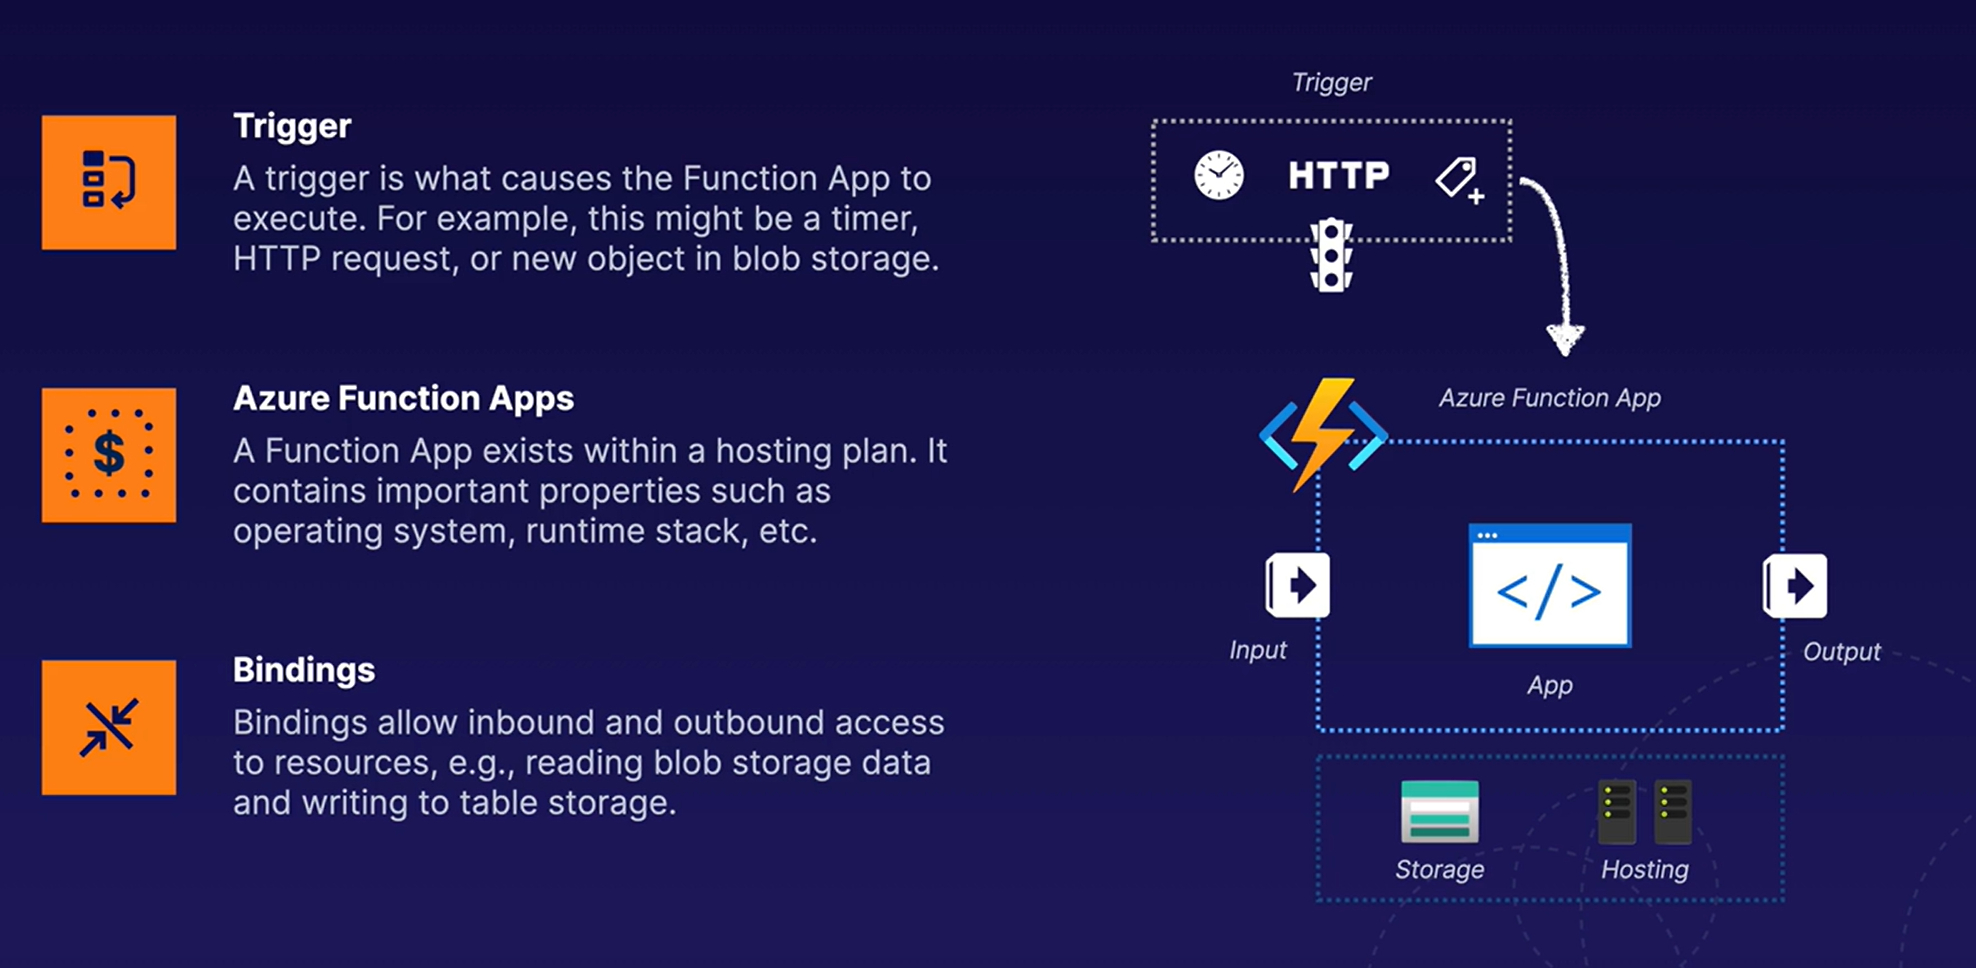 Trigger
A trigger is what causes the Function App to
execute. For example, this might be a timer,
HTTP request, or new object in blob storage.
Azure Function Apps
A Function App exists within a hosting plan. It
contains important properties such as
operating system, runtime stack, etc.
Bindings
Bindings allow inbound and outbound access
to resources, e.g., reading blob storage data
and writing to table storage.
Trigger
HTTP
Azure Function App
</>
Input
App
Output
Storage
Hosting